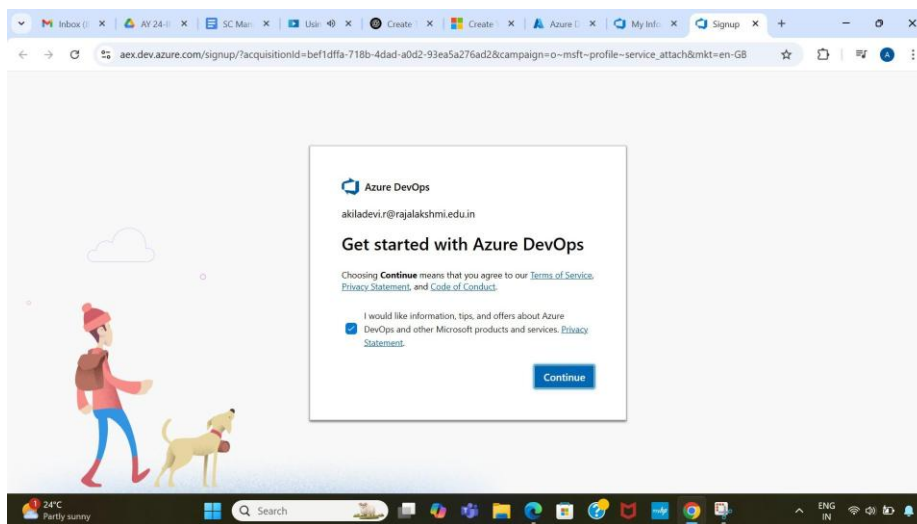 Inbox (
AY 24-
SC Man
Usin
Create
Create
Azure D
My Info
Signup
aex.dev.azure.com/signup/?acquisitionId=bef1dffa-718b-4dad-a0d2-93ea5a276ad2&campaign=o~msft~profile~service_attach&mkt=en-GB
A
Azure DevOps
akiladevi.r@rajalakshmi.edu.in
Get started with Azure DevOps
Choosing Continue means that you agree to our Terms of Service,
Privacy Statement, and Code of Conduct.
I would like information, tips, and offers about Azure
DevOps and other Microsoft products and services. Privacy
Statement.
Continue
1
24°C
Partly sunny
Search
ENG
IN